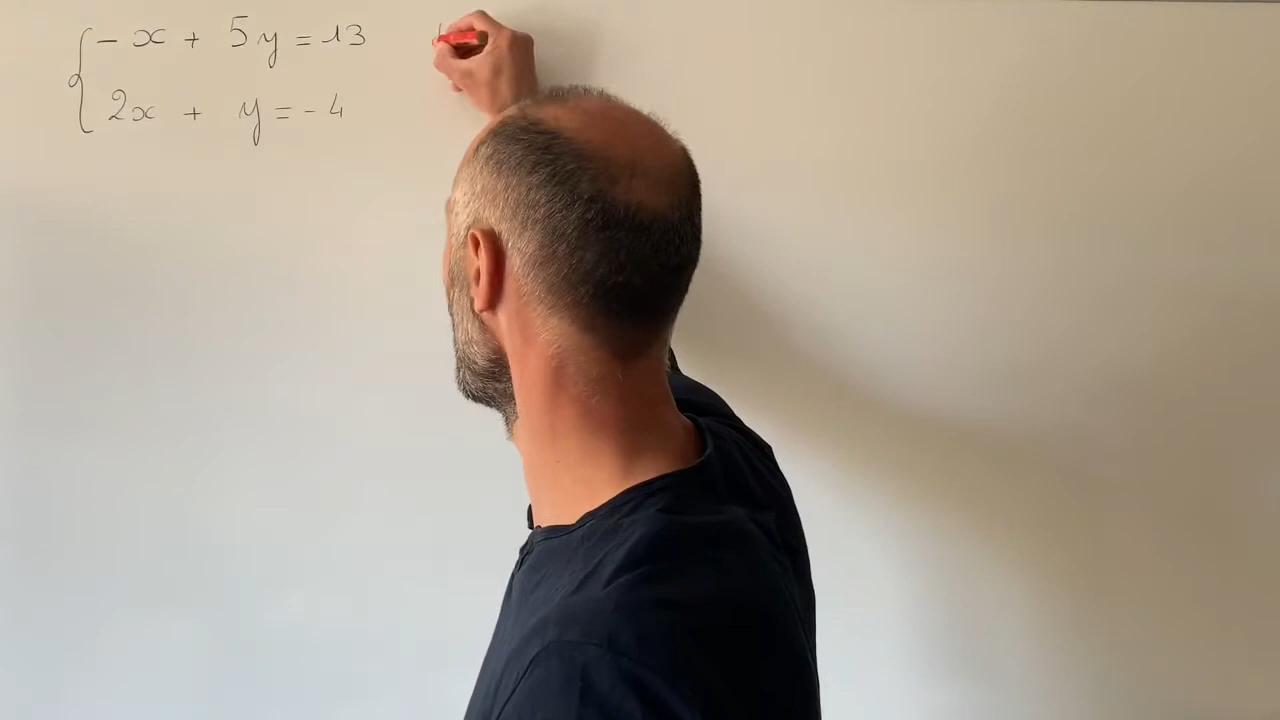 - x + 5y = 13
2x + y = - 4